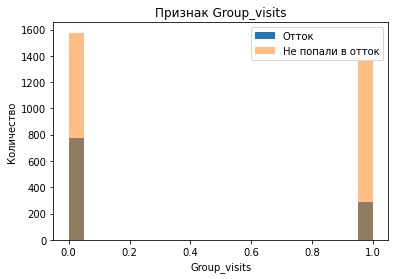 Признак Group_visits
Отток
Не попали в отток
Количество
1600
1400
1200
1000
800
600
400
200
0
0.0 0.2 0.4 0.6 0.8 1.0
Group_visits